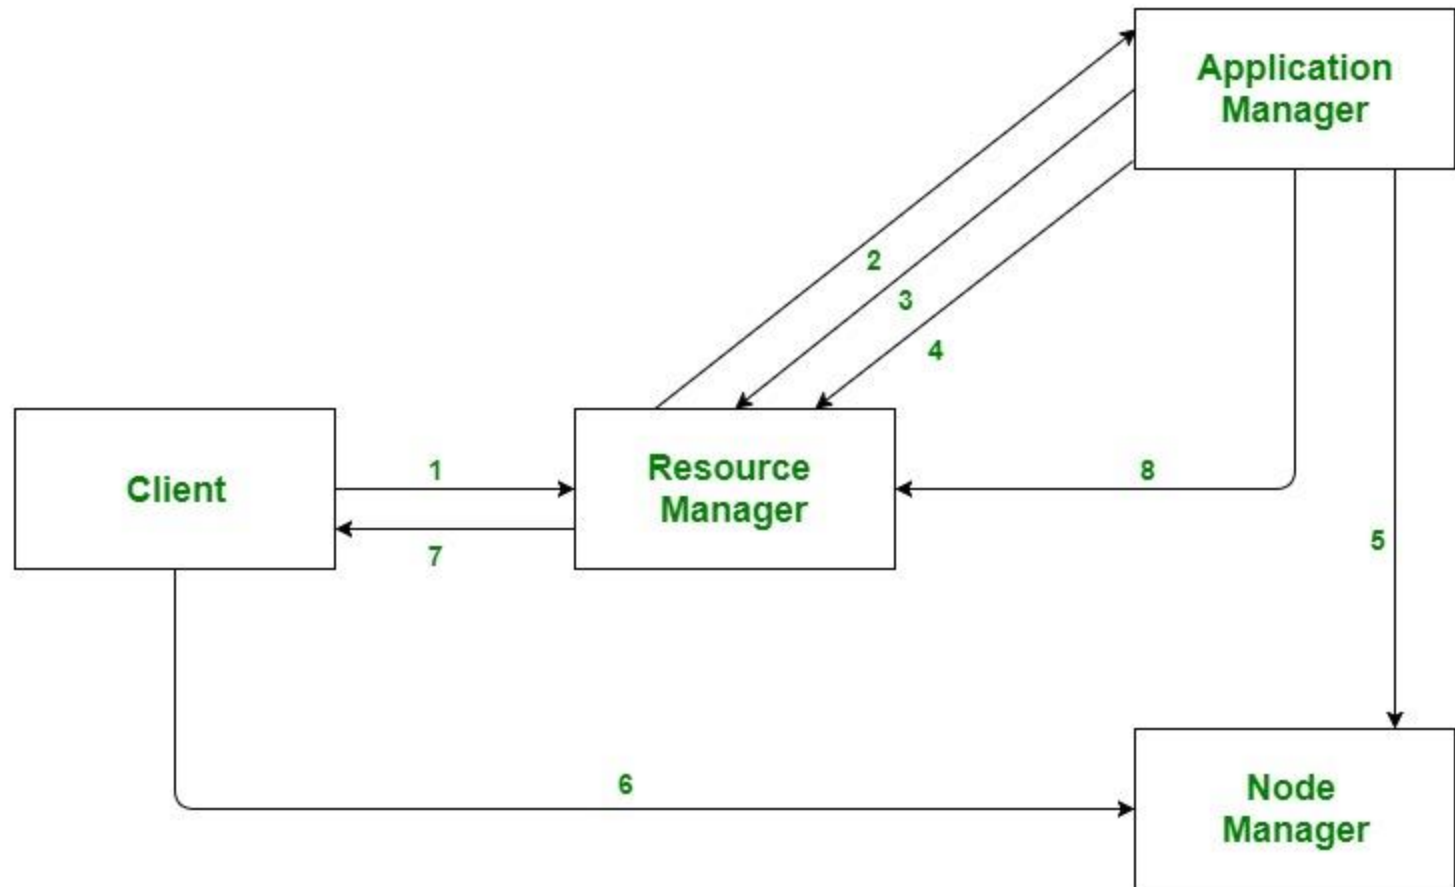 Application
Manager
2
3
4
Client
1
7
Resource
Manager
8
5
6
Node
Manager